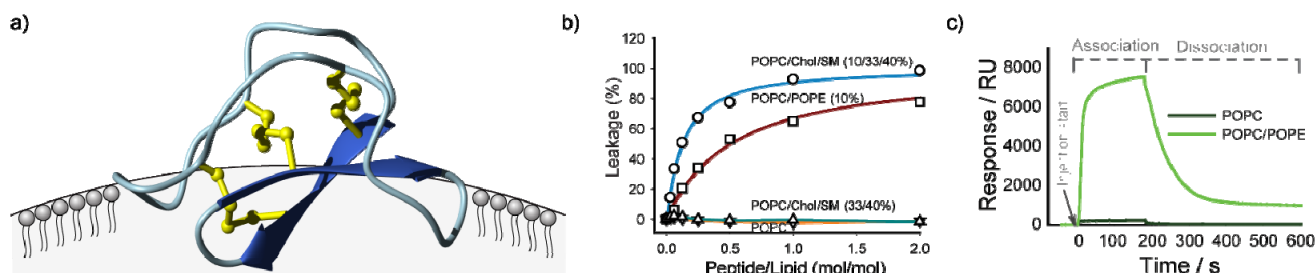 a)
b)
120
100
80
60
40
20
0
Leakage (%)
POPC/Chol/SM (10/33/40%)
POPC/POPE (10%)
POPC/Chol/SM (33/40%)
POPC
0.0
0.5
1.0
1.5
2.0
Peptide/Lipid (mol/mol)
c)
Association
Dissociation
8000
6000
4000
2000
0
Response / RU
Injection start
POPC
POPC/POPE
0 100 200 300 400 500 600
Time / s